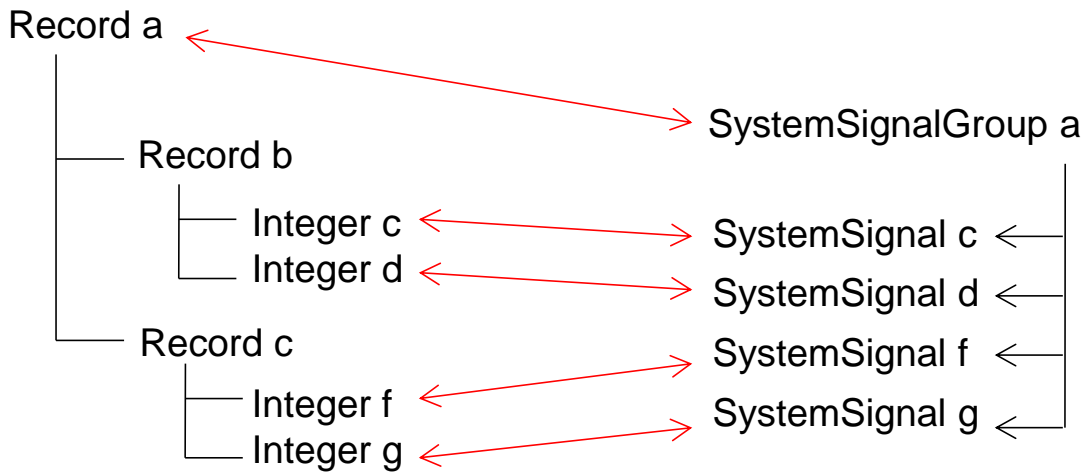 Record a
SystemSignalGroup a
Record b
Integer c
SystemSignal c
Integer d
SystemSignal d
Record c
SystemSignal f
Integer f
SystemSignal g
Integer g